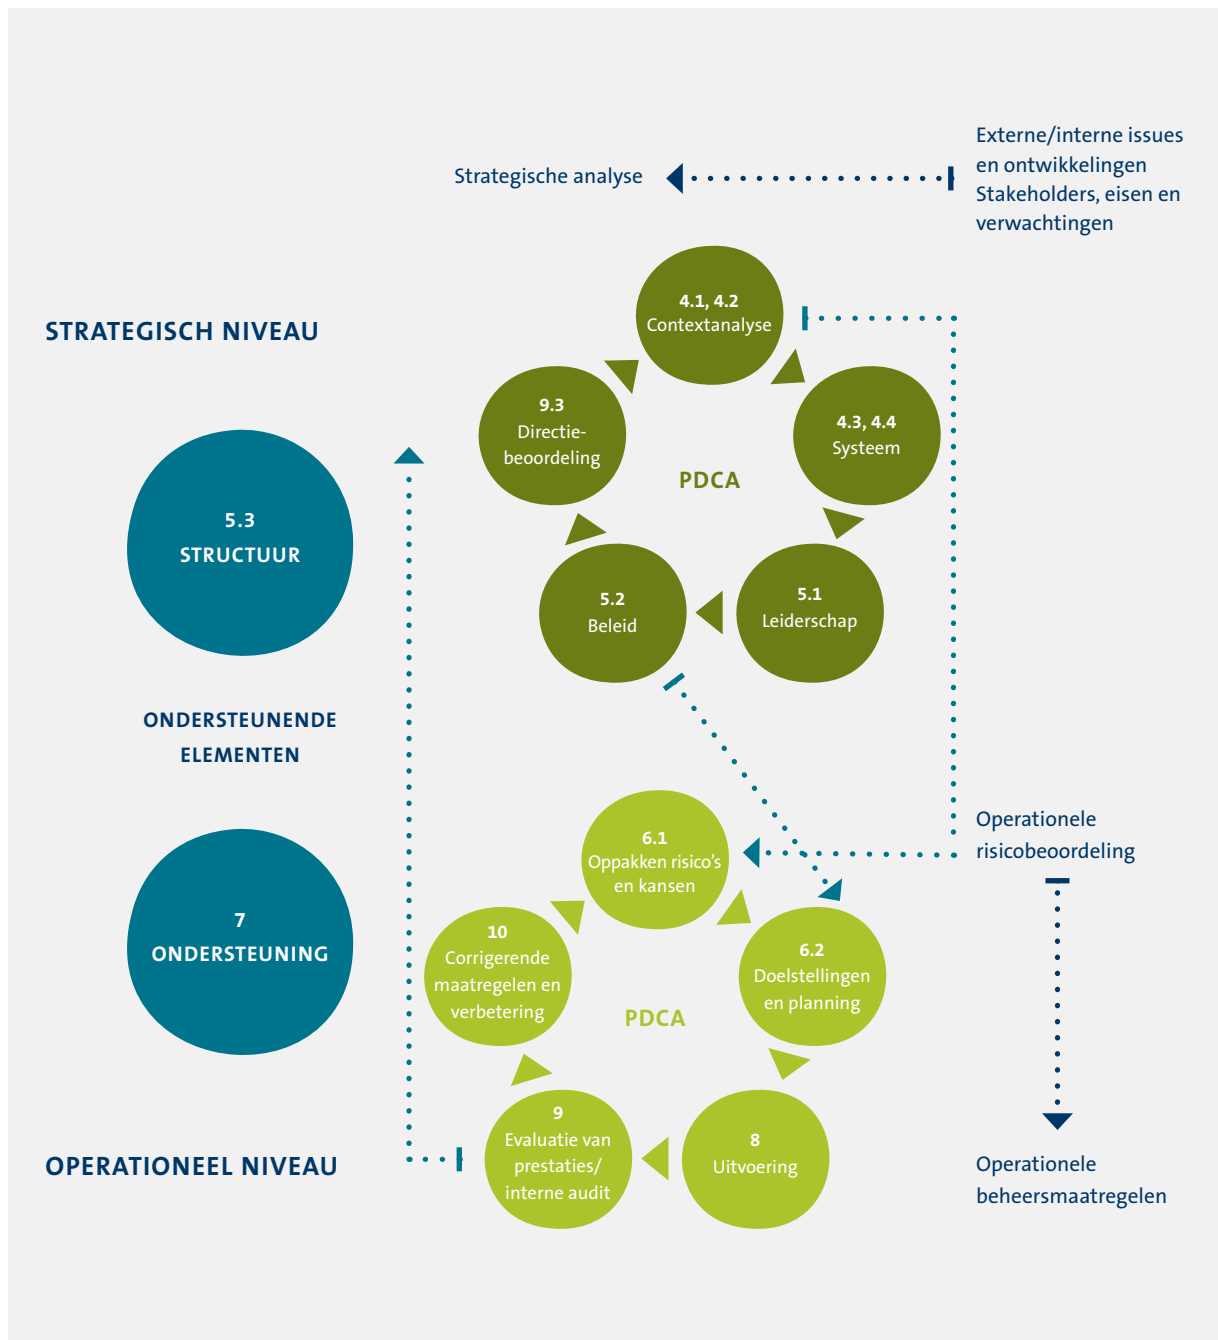 Strategische analyse
Externe/interne issues
en ontwikkelingen
Stakeholders, eisen en
verwachtingen
STRATEGISCH NIVEAU
4.1, 4.2
Contextanalyse
9.3
Directie-
beoordeling
4.3, 4.4
Systeem
PDCA
5.2
Beleid
5.1
Leiderschap
5.3
STRUCTUUR
ONDERSTEUNENDE
ELEMENTEN
7
ONDERSTEUNING
6.1
Oppakken risico's
en kansen
Operationele
risicobeoordeling
10
Corrigerende
maatregelen en
verbetering
6.2
Doelstellingen
en planning
PDCA
9
Evaluatie van
prestaties/
interne audit
8
Uitvoering
OPERATIONEEL NIVEAU
Operationele
beheersmaatregelen